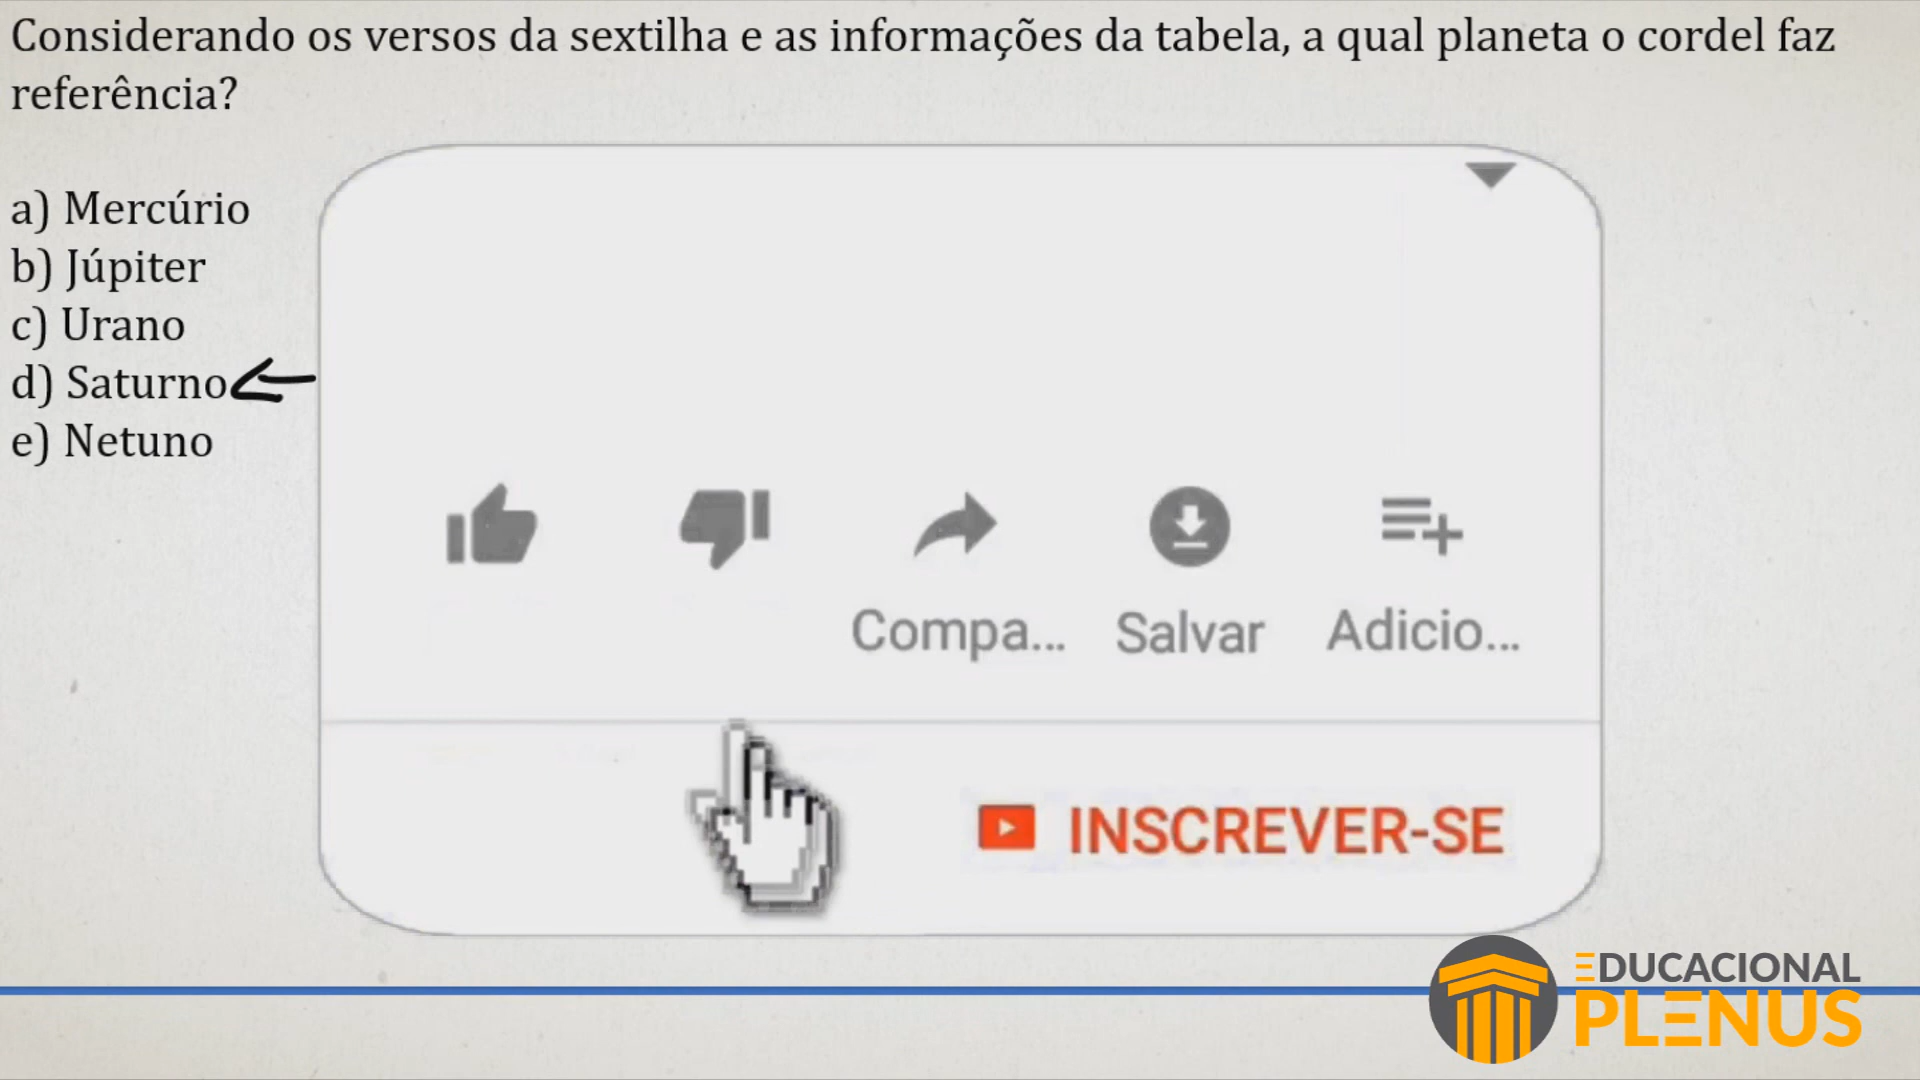 Considerando os versos da sextilha e as informações da tabela, a qual planeta o cordel faz
referência?
a) Mercúrio
b) Júpiter
c) Urano
d) Saturno
e) Netuno
Compa... Salvar Adicio...
INSCREVER-SE
EDUCACIONAL
PLENUS